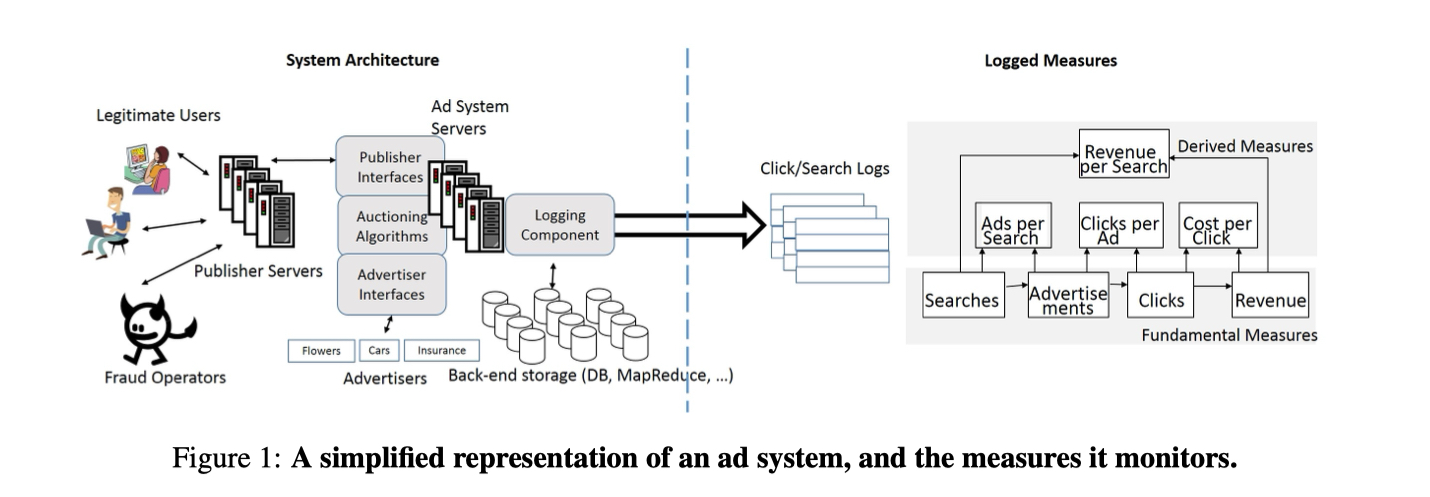 System Architecture
Logged Measures
Legitimate Users
Ad System
Servers
Publisher
Interfaces
Auctioning
Algorithms
Advertiser
Interfaces
Logging
Component
Publisher Servers
Fraud Operators
Flowers
Cars
Insurance
Advertisers
Back-end storage (DB, MapReduce, ...)
Click/Search Logs
Revenue
per Search
Derived Measures
Ads per
Search
Clicks per
Ad
Cost per
Click
Searches
Advertise
ments
Clicks
Revenue
Fundamental Measures
Figure 1: A simplified representation of an ad system, and the measures it monitors.